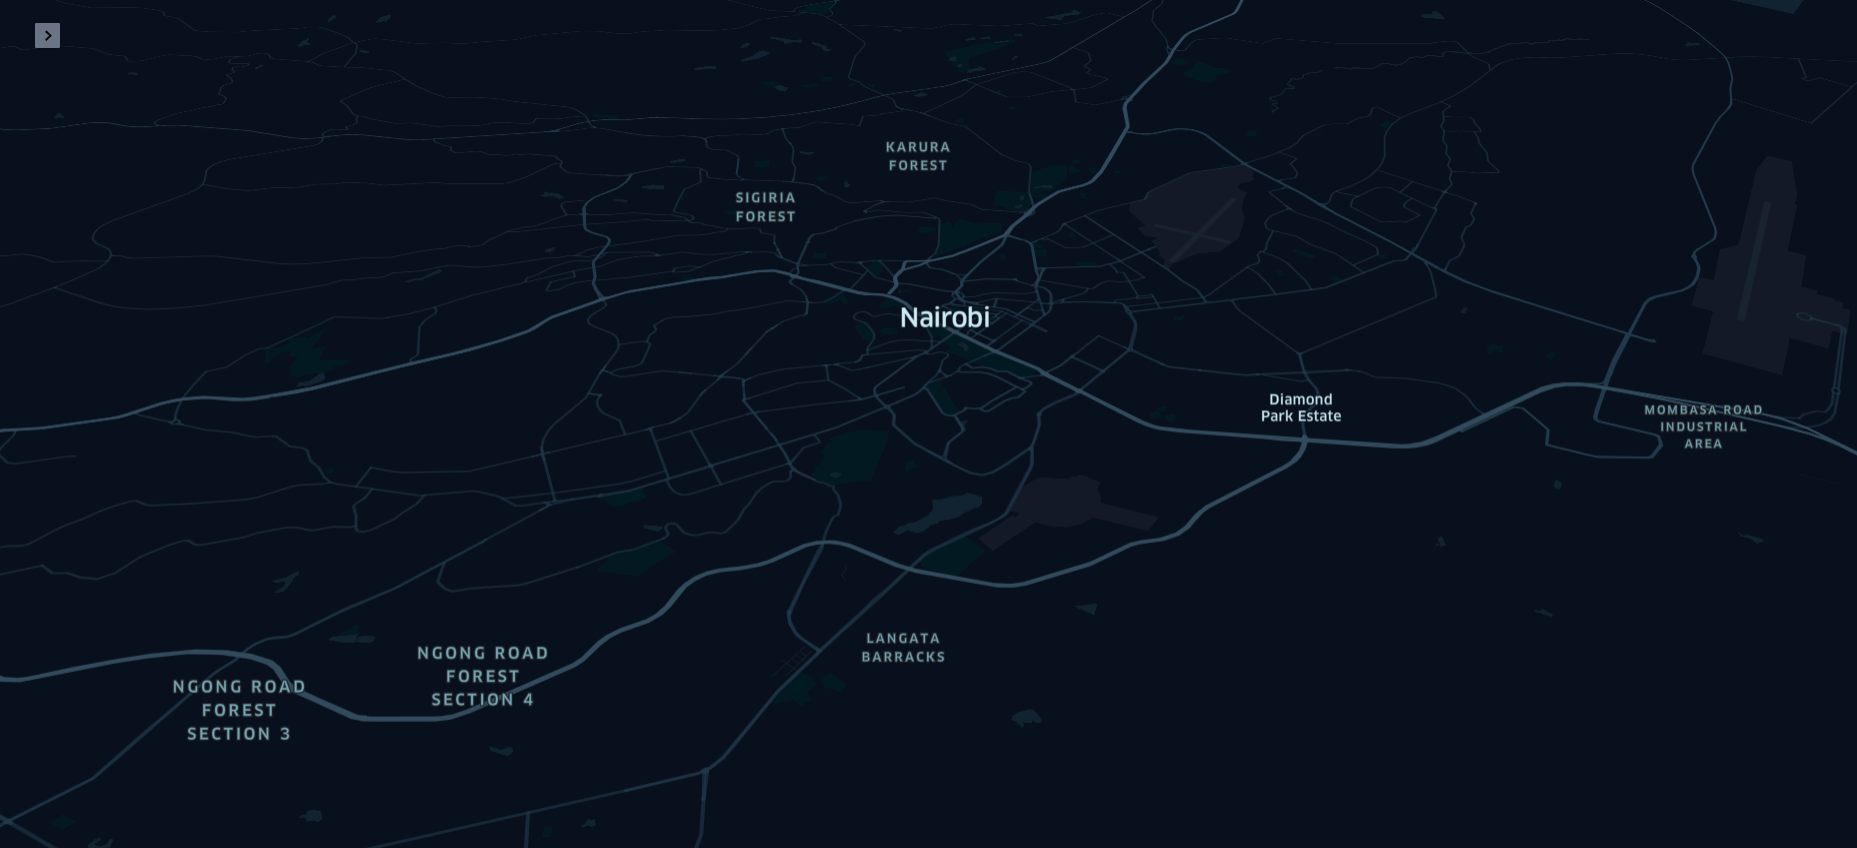 KARURA
FOREST
SIGIRIA
FOREST
Nairobi
Diamond
Park Estate
MOMBASA ROAD
INDUSTRIAL
AREA
LANGATA
BARRACKS
NGONG ROAD
FOREST
SECTION 4
NGONG ROAD
FOREST
SECTION 3